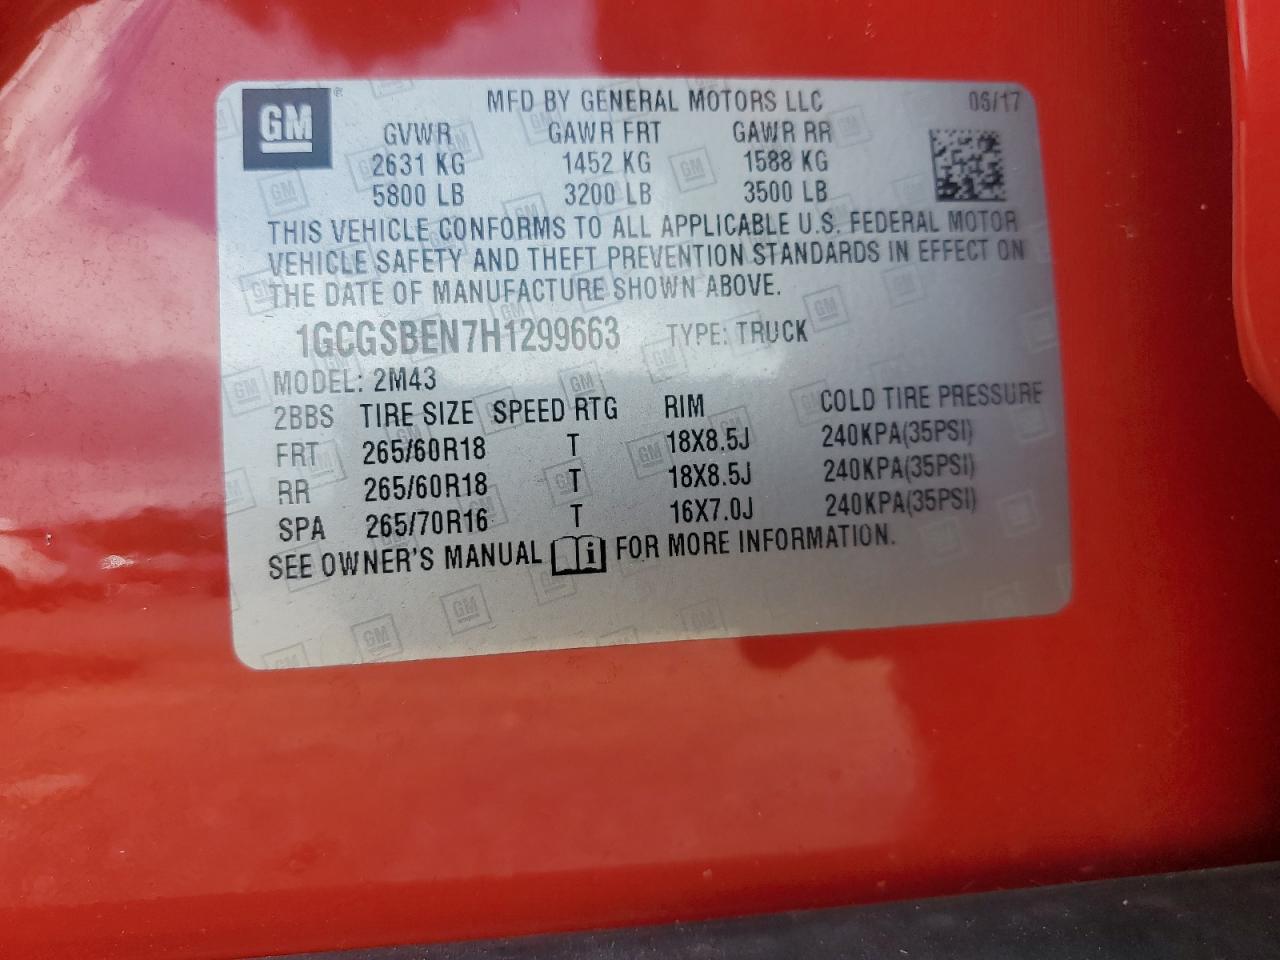 GM
MFD BY GENERAL MOTORS LLC 06/17
GVWR GAWR FRT GAWR RR
2631 KG 1452 KG 1588 KG
5800 LB 3200 LB 3500 LB
THIS VEHICLE CONFORMS TO ALL APPLICABLE U.S. FEDERAL MOTOR
VEHICLE SAFETY AND THEFT PREVENTION STANDARDS IN EFFECT ON
THE DATE OF MANUFACTURE SHOWN ABOVE.
1GCGSBEN7H1299663 TYPE: TRUCK
MODEL: 2M43
2BBS TIRE SIZE SPEED RTG RIM COLD TIRE PRESSURE
FRT 265/60R18 T 18X8.5J 240KPA(35PSI)
RR 265/60R18 T 18X8.5J 240KPA(35PSI)
SPA 265/70R16 T 16X7.0J 240KPA(35PSI)
SEE OWNER'S MANUAL i FOR MORE INFORMATION.